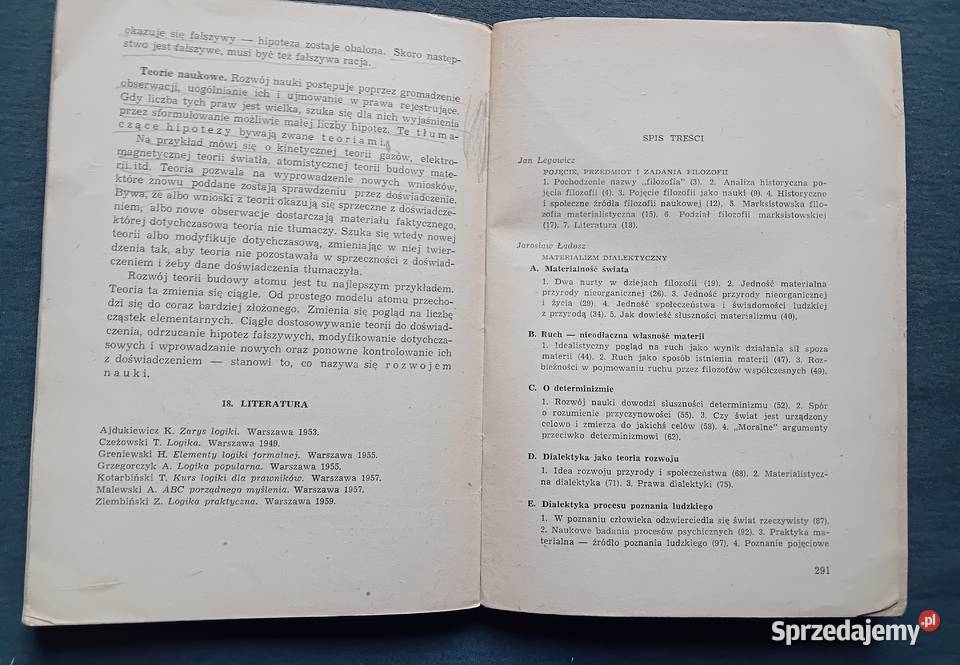 okazuje się fałszywy — hipoteza zostaje obalona. Skoro następ-
stwo jest fałszywe, musi być też fałszywa racja.
Teorie naukowe. Rozwój nauki postępuje poprzez gromadzenie
obserwacji, uogólnianie ich i ujmowanie w prawa rejestrujące.
Gdy liczba tych praw jest wielka, szuka się dla nich wyjaśnienia
przez sformułowanie możliwie małej liczby hipotez. Te tłuma-
czące hipotezy bywają zwane teoriami.
Na przykład mówi się o kinetycznej teorii gazów, elektro-
magnetycznej teorii światła, atomistycznej teorii budowy mate-
rii itd. Teoria pozwala na wyprowadzenie nowych wniosków,
które znowu poddane zostają sprawdzeniu przez doświadczenie.
Bywa, że albo wnioski z teorii okazują się sprzeczne z doświadcze-
niem, albo nowe obserwacje dostarczają materiału faktycznego,
której dotychczasowa teoria nie tłumaczy. Szuka się wtedy nowej
teorii albo modyfikuje dotychczasową, zmieniając w niej twier-
dzenia tak, aby teoria nie pozostawała w sprzeczności z doświad-
czeniem i żeby dane doświadczenia tłumaczyła.
Rozwój teorii budowy atomu jest tu najlepszym przykładem.
Teoria ta zmienia się ciągle. Od prostego modelu atomu przecho-
dzi się do coraz bardziej złożonego. Zmienia się pogląd na liczbę
cząstek elementarnych. Ciągłe dostosowywanie teorii do doświad-
czenia, odrzucanie hipotez fałszywych, modyfikowanie dotychcza-
sowych i wprowadzanie nowych oraz ponowne kontrolowanie ich
z doświadczeniem — stanowi to, co nazywa się rozwojem
nauki.
18. LITERATURA
Ajdukiewicz K. Zarys logiki. Warszawa 1953.
Czeżowski T. Logika. Warszawa 1949.
Greniewski H. Elementy logiki formalnej. Warszawa 1955.
Grzegorczyk A. Logika popularna. Warszawa 1955.
Kotarbiński T. Kurs logiki dla prawników. Warszawa 1957.
Malewski A. ABC porządnego myślenia. Warszawa 1957.
Ziembiński Z. Logika praktyczna. Warszawa 1959.
SPIS TREŚCI
Jan Legowicz
POJĘCIE, PRZEDMIOT I ZADANIA FILOZOFII
1. Pochodzenie nazwy „filozofia” (3). 2. Analiza historyczna po-
jęcia filozofii (4). 3. Pojęcie filozofii jako nauki (9). 4. Historyczne
i społeczne źródła filozofii naukowej (12). 5. Marksistowska filo-
zofia materialistyczna (15). 6. Podział filozofii marksistowskiej
(17). 7. Literatura (18).
Jarosław Ładosz
MATERIALIZM DIALEKTYCZNY
A. Materialność świata
1. Dwa nurty w dziejach filozofii (19). 2. Jedność materialna
przyrody nieorganicznej (26). 3. Jedność przyrody nieorganicznej
i życia (29). 4. Jedność społeczeństwa i świadomości ludzkiej
z przyrodą (34). 5. Jak dowieść słuszności materializmu (40).
B. Ruch — nieodłączna własność materii
1. Idealistyczny pogląd na ruch jako wynik działania sił spoza
materii (44). 2. Ruch jako sposób istnienia materii (47). 3. Roz-
bieżności w pojmowaniu ruchu przez filozofów współczesnych (49).
C. O determinizmie
1. Rozwój nauki dowodzi słuszności determinizmu (52). 2. Spór
o rozumienie przyczynowości (55). 3. Czy świat jest urządzony
celowo i zmierza do jakichś celów (58). 4. „Moralne” argumenty
przeciwko determinizmowi (62).
D. Dialektyka jako teoria rozwoju
1. Idea rozwoju przyrody i społeczeństwa (68). 2. Materialistycz-
na dialektyka (71). 3. Prawa dialektyki (75).
E. Dialektyka procesu poznania ludzkiego
1. W poznaniu człowieka odzwierciedla się świat rzeczywisty (87).
2. Naukowe badania procesów psychicznych (92). 3. Praktyka ma-
terialna — źródło poznania ludzkiego (97). 4. Poznanie pojęciowe
291
Sprzedajemy.pl